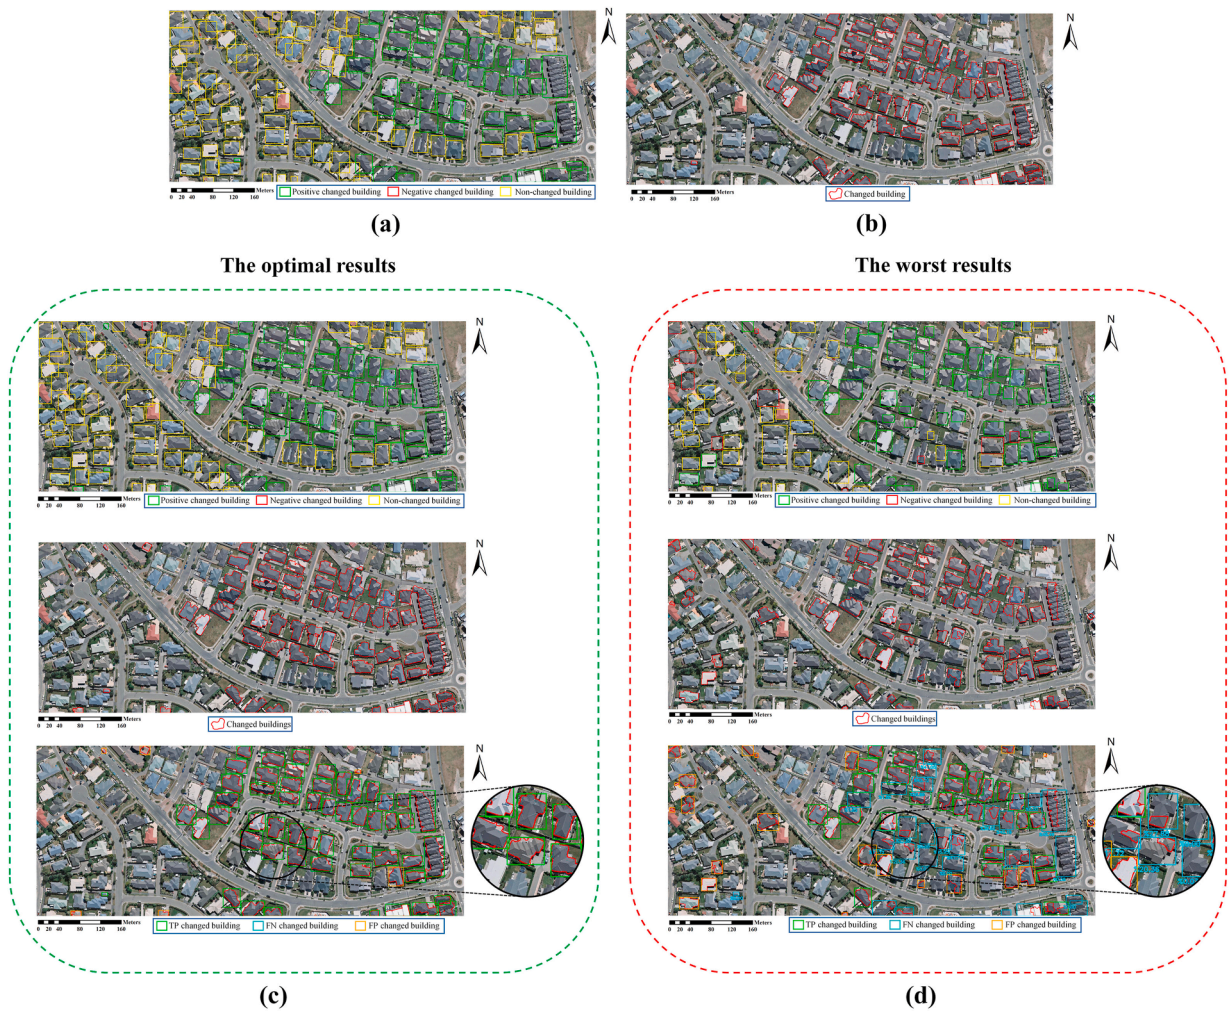 N
N
Meters
0 20 40 80 120 160
Positive changed building Negative changed building Non-changed building
Meters
0 20 40 80 120 160
Changed building
(a)
(b)
The optimal results
The worst results
N
N
Meters
0 20 40 80 120 160
Positive changed building Negative changed building Non-changed building
Meters
0 20 40 80 120 160
Positive changed building Negative changed building Non-changed building
N
N
Meters
0 20 40 80 120 160
Changed buildings
Meters
0 20 40 80 120 160
Changed buildings
N
N
Meters
0 20 40 80 120 160
TP changed building FN changed building FP changed building
Meters
0 20 40 80 120 160
TP changed building FN changed building FP changed building
(c)
(d)